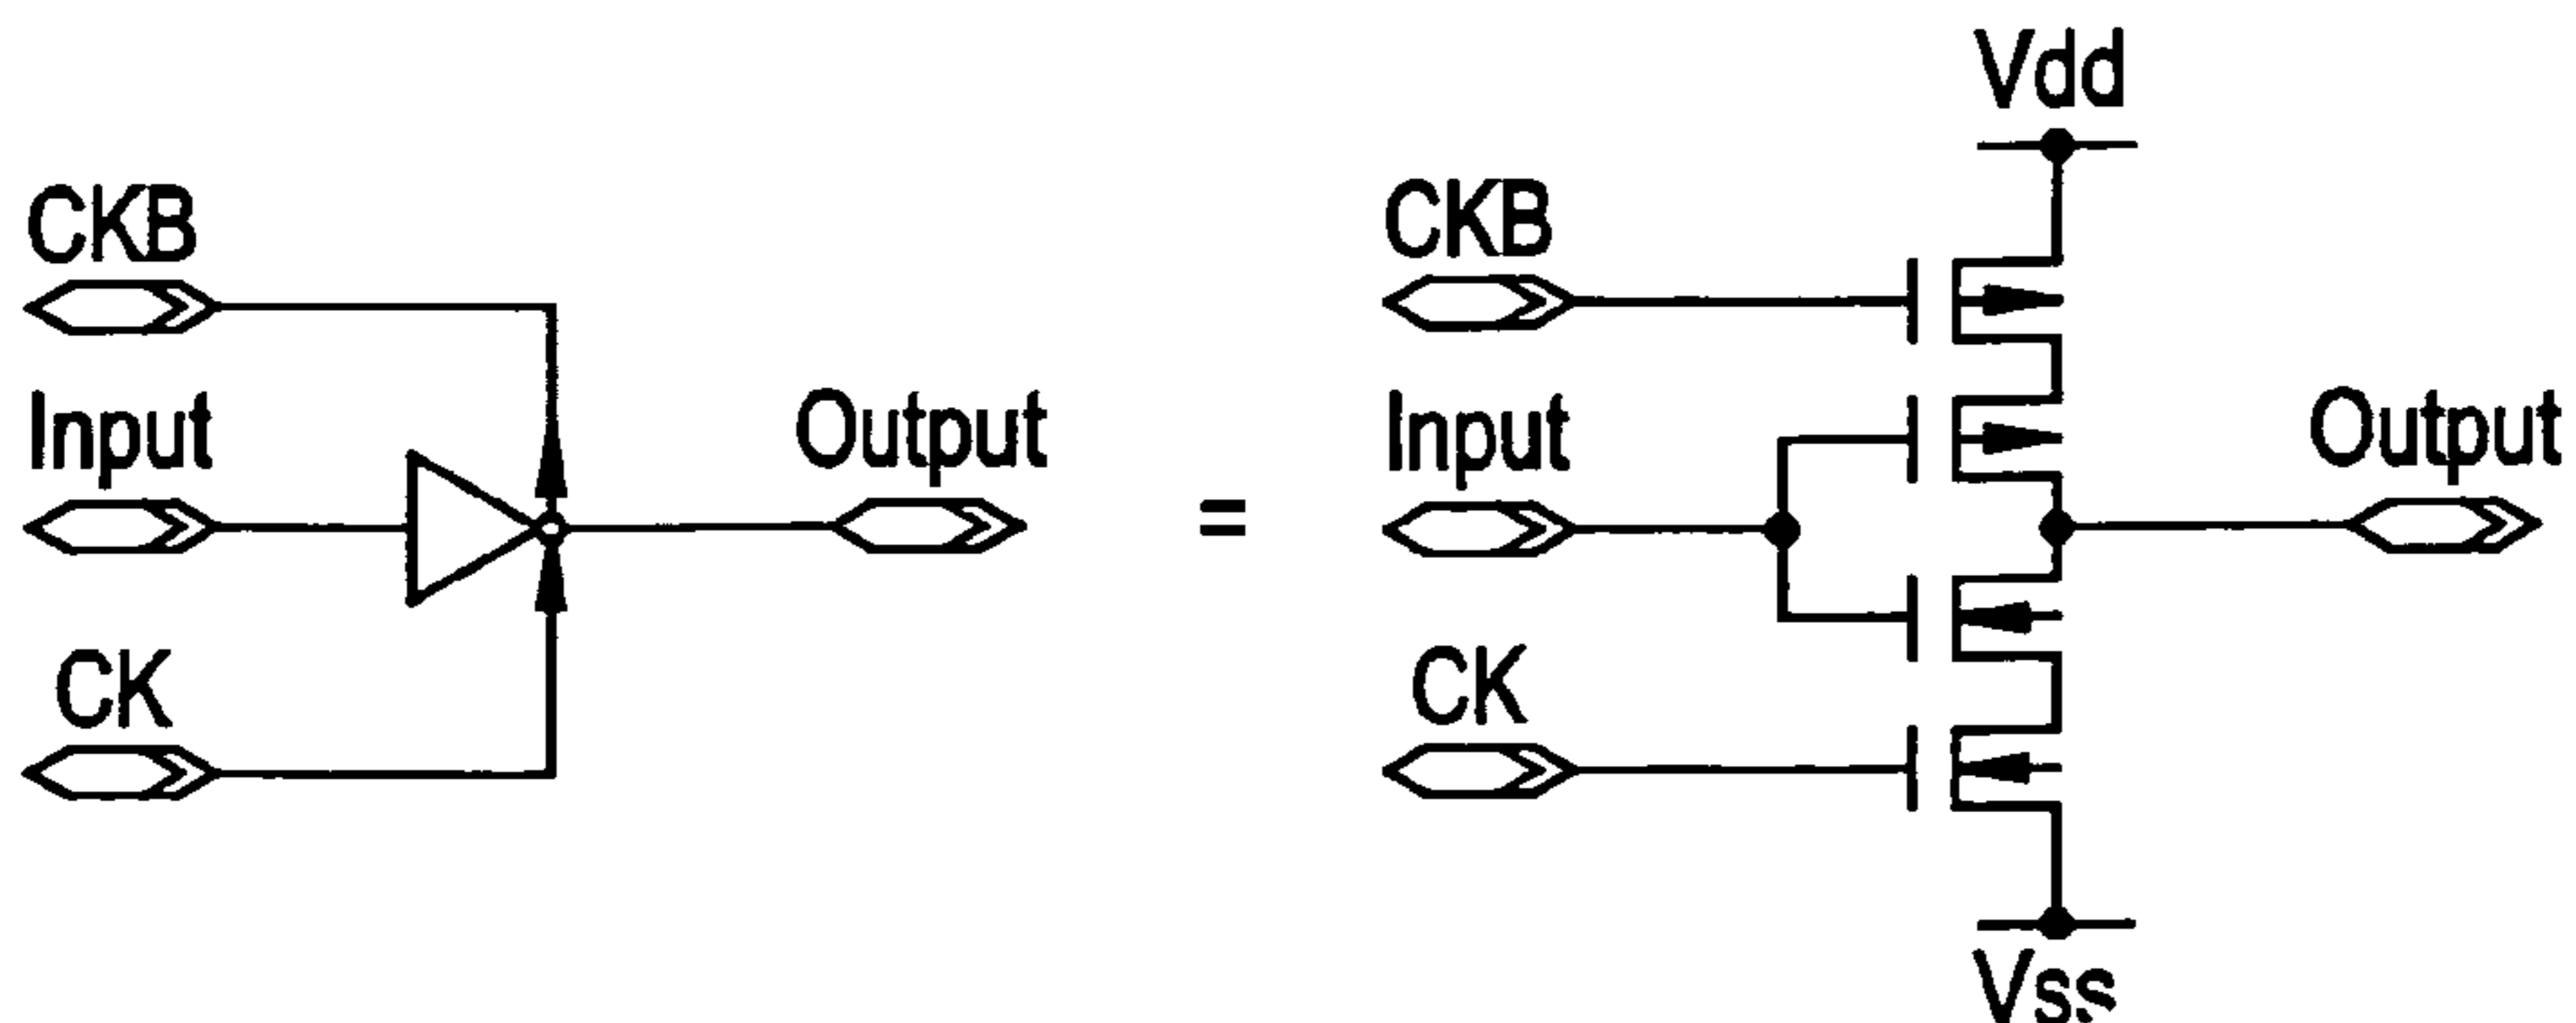 Vdd
CKB
CKB
Input
Output
=
Input
Output
CK
CK
Vss